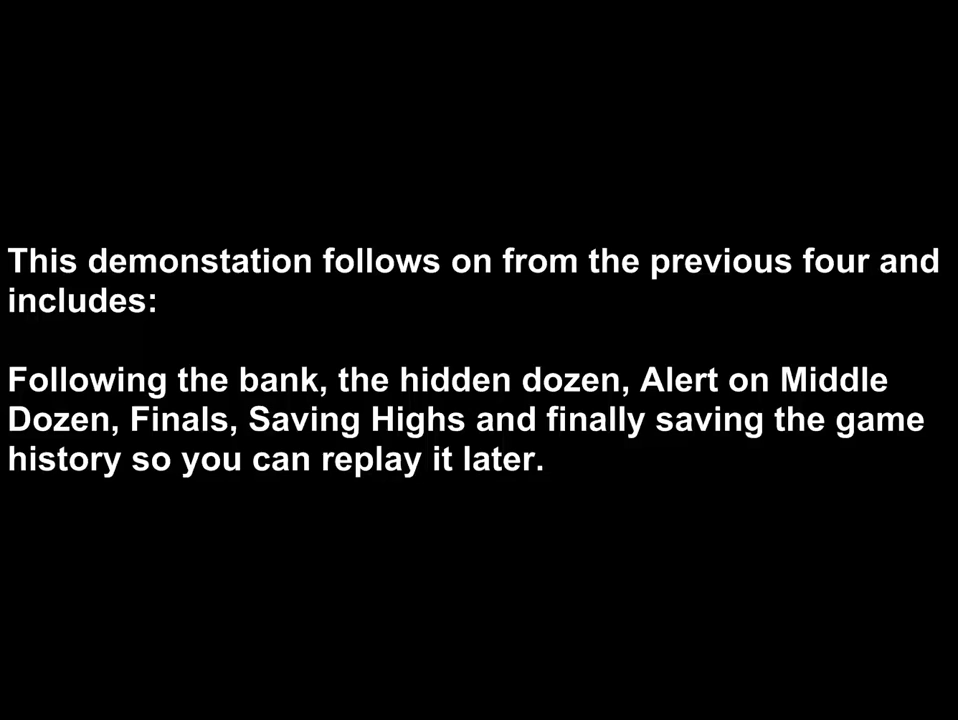 This demonstation follows on from the previous four and
includes:
Following the bank, the hidden dozen, Alert on Middle
Dozen, Finals, Saving Highs and finally saving the game
history so you can replay it later.